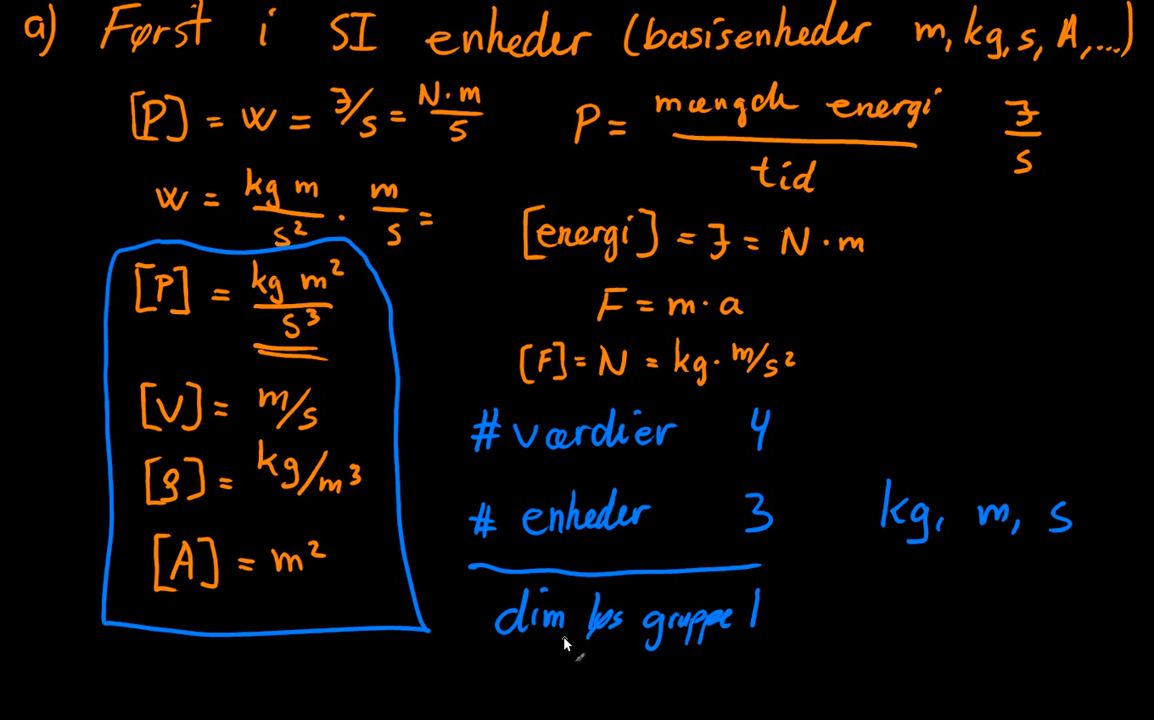 a) Først i SI enheder (basisenheder m, kg, s, A,...)
[P] = W = J/s = N·m/s
P = mængde energi / tid J/s
W = kg m/s² · m/s =
[energi] = J = N·m
[P] = kg m²/s³
F = m·a
[F] = N = kg·m/s²
[V] = m/s
# værdier 4
[ρ] = kg/m³
# enheder 3 kg, m, s
[A] = m²
dim løs gruppe 1